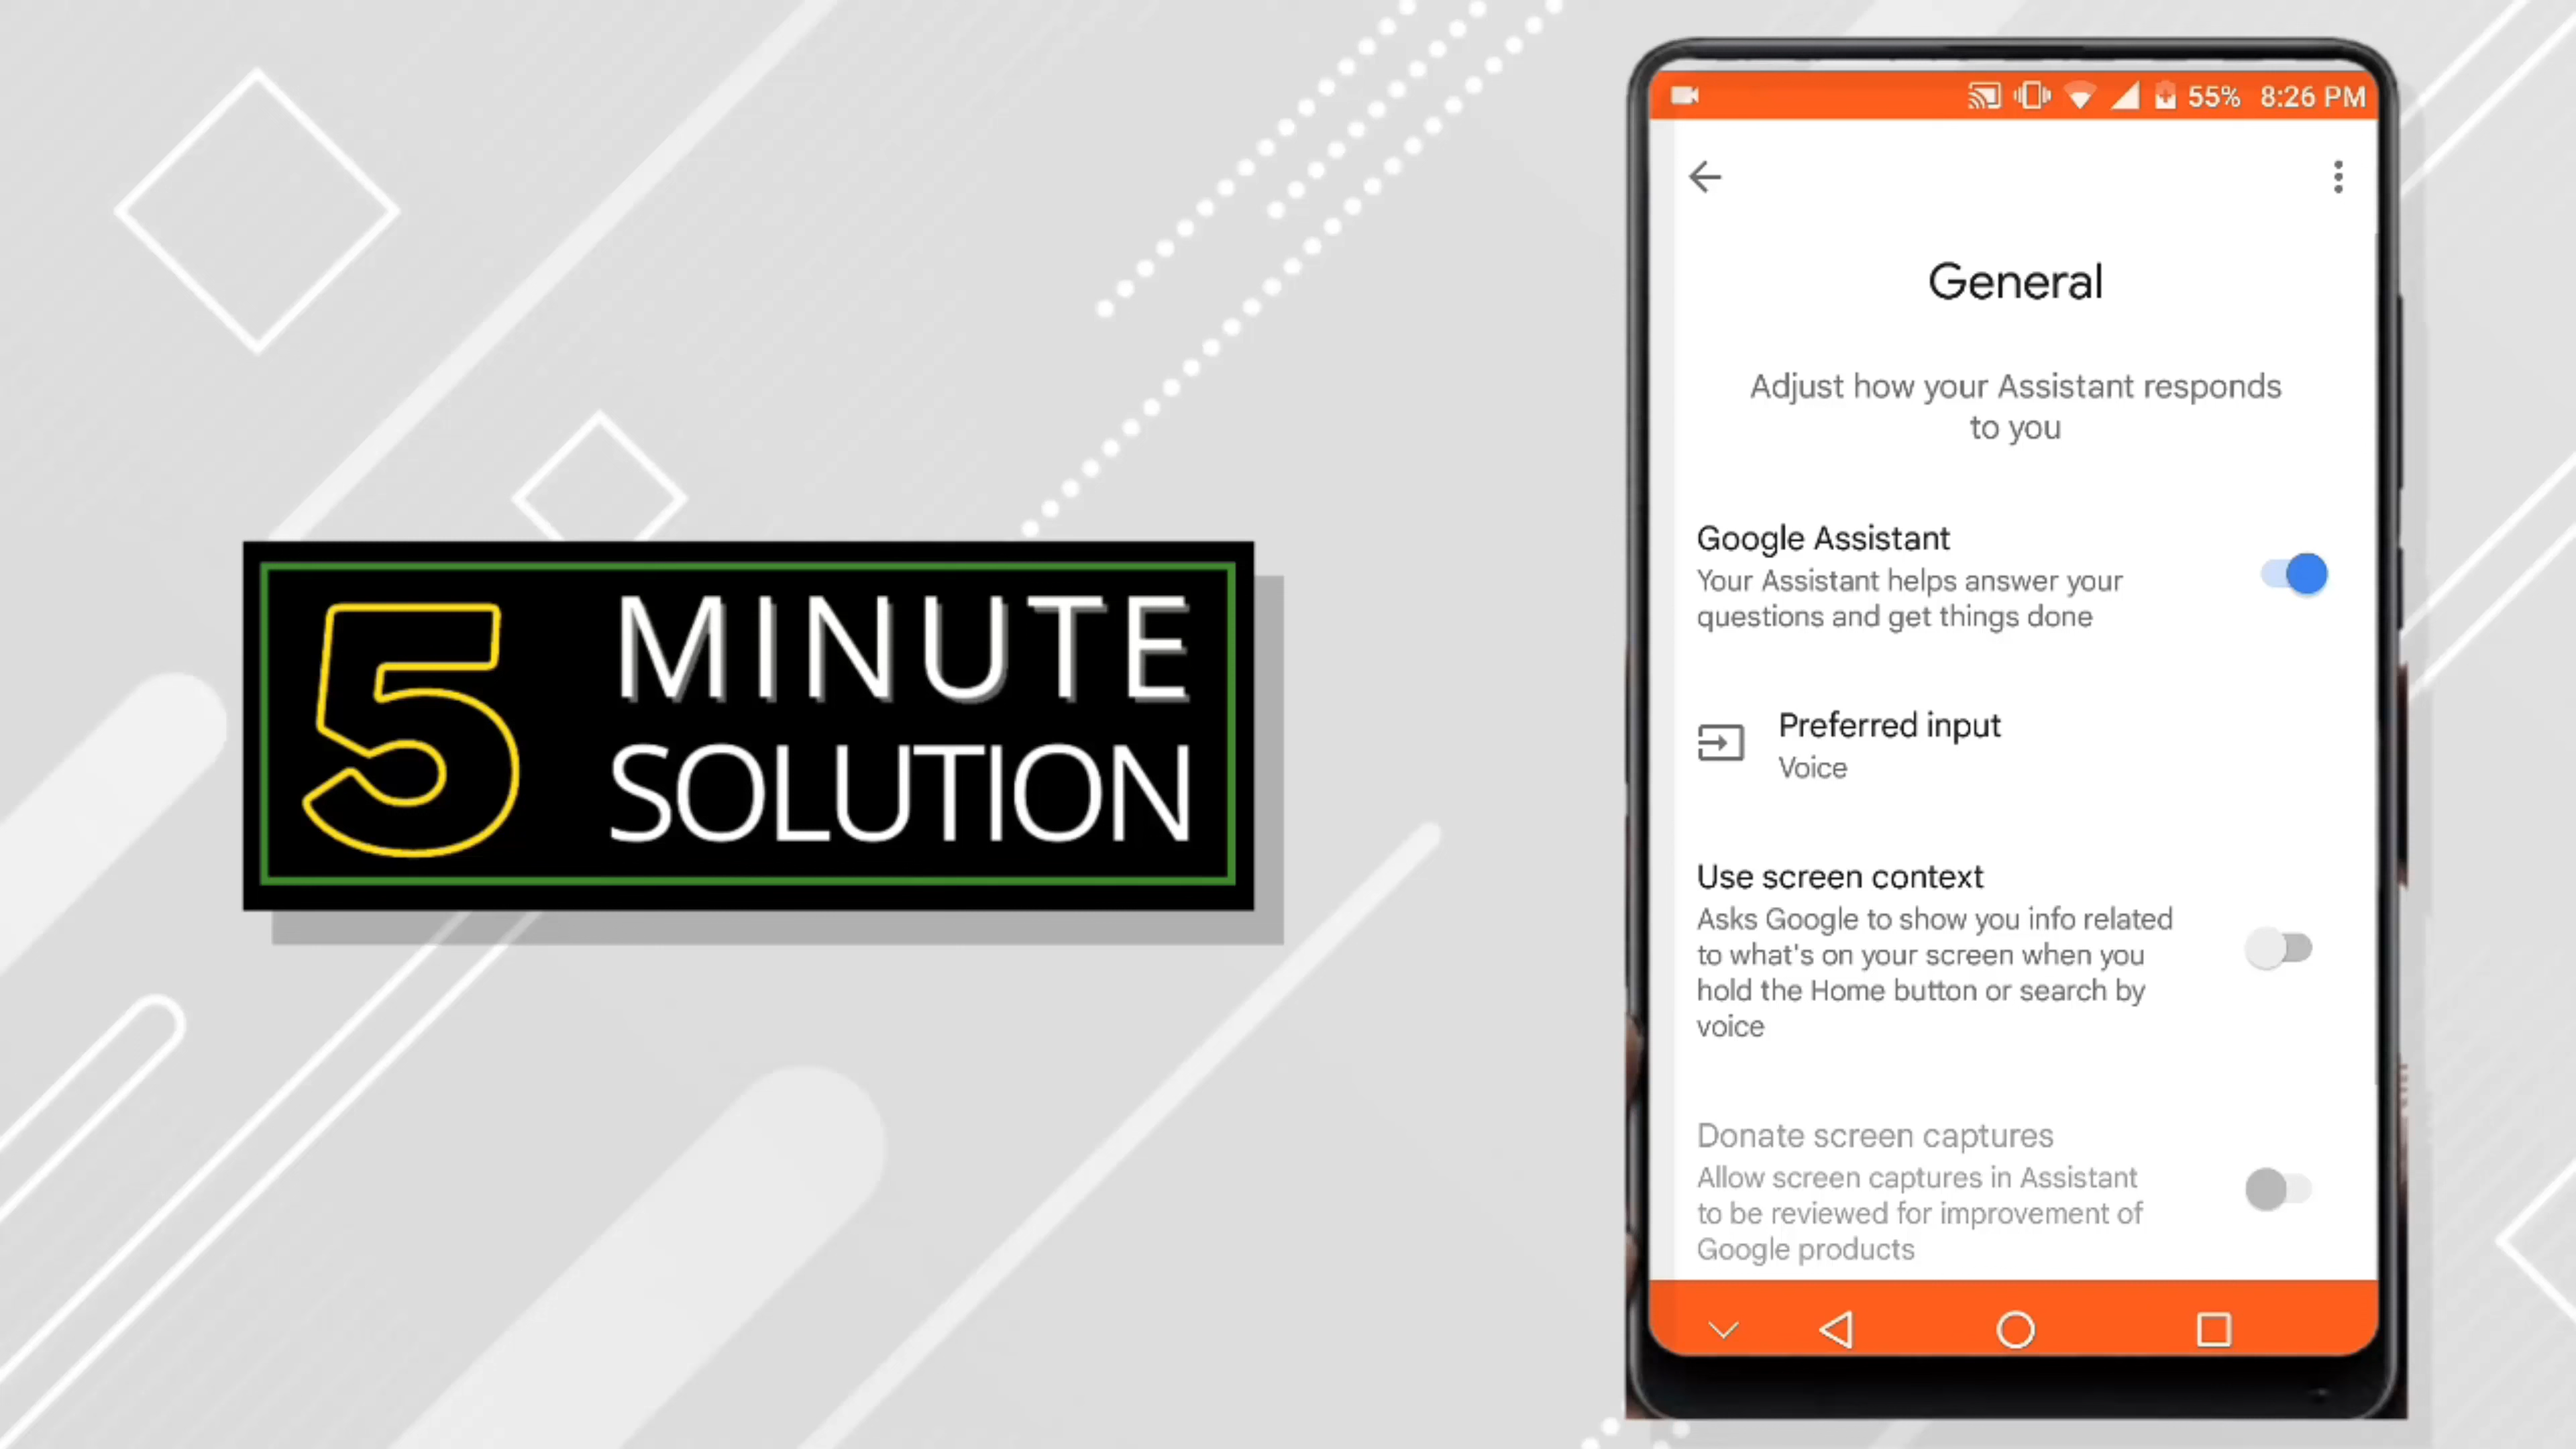 5 MINUTE
SOLUTION
55% 8:26 PM
General
Adjust how your Assistant responds
to you
Google Assistant
Your Assistant helps answer your
questions and get things done
Preferred input
Voice
Use screen context
Asks Google to show you info related
to what's on your screen when you
hold the Home button or search by
voice
Donate screen captures
Allow screen captures in Assistant
to be reviewed for improvement of
Google products